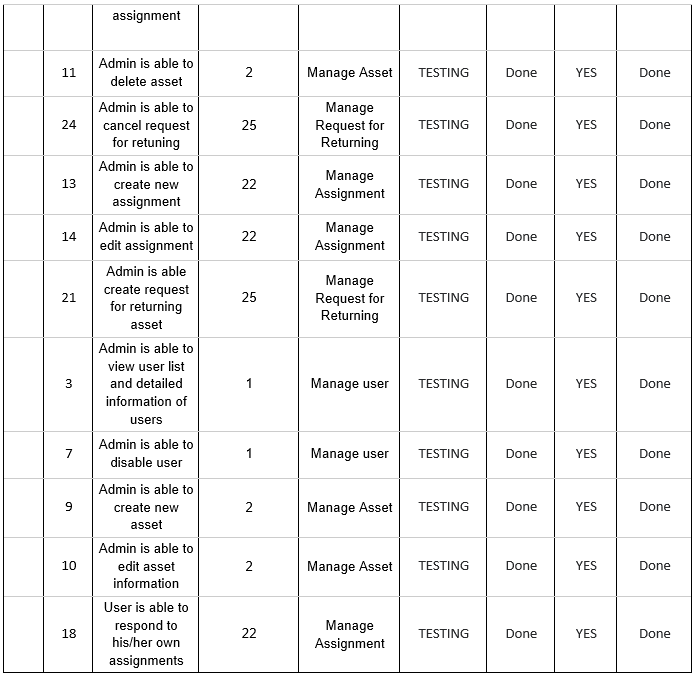 assignment
11 Admin is able to delete asset 2 Manage Asset TESTING Done YES Done
24 Admin is able to cancel request for retuning 25 Manage Request for Returning TESTING Done YES Done
13 Admin is able to create new assignment 22 Manage Assignment TESTING Done YES Done
14 Admin is able to edit assignment 22 Manage Assignment TESTING Done YES Done
21 Admin is able create request for returning asset 25 Manage Request for Returning TESTING Done YES Done
3 Admin is able to view user list and detailed information of users 1 Manage user TESTING Done YES Done
7 Admin is able to disable user 1 Manage user TESTING Done YES Done
9 Admin is able to create new asset 2 Manage Asset TESTING Done YES Done
10 Admin is able to edit asset information 2 Manage Asset TESTING Done YES Done
18 User is able to respond to his/her own assignments 22 Manage Assignment TESTING Done YES Done